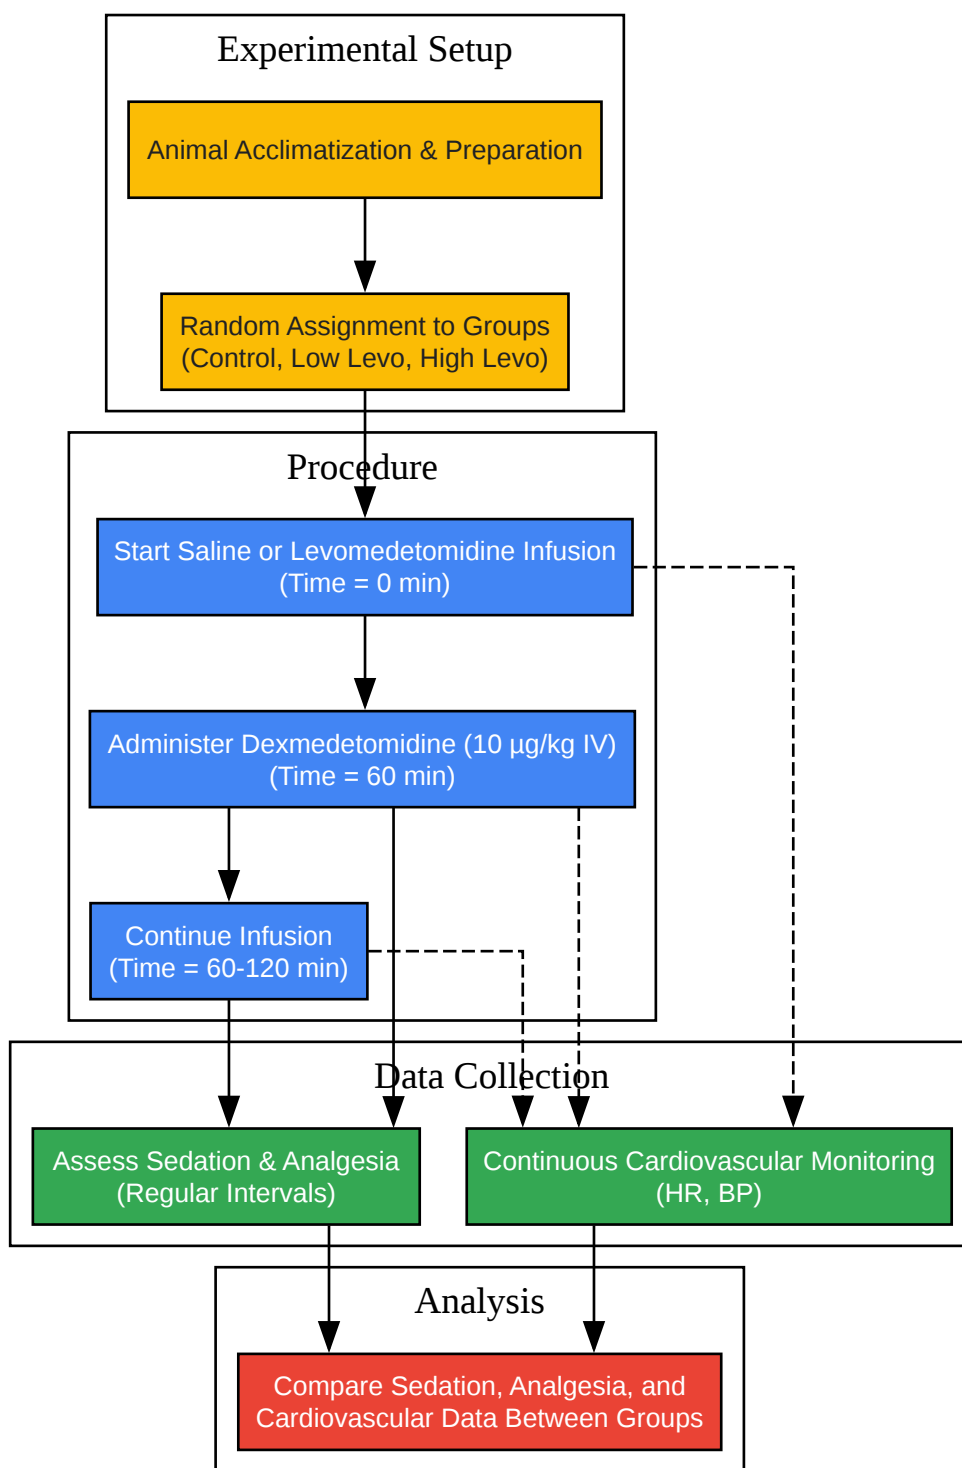 Experimental Setup
Animal Acclimatization & Preparation
Random Assignment to Groups
(Control, Low Levo, High Levo)
Procedure
Start Saline or Levomedetomidine Infusion
(Time = 0 min)
Administer Dexmedetomidine (10 µg/kg IV)
(Time = 60 min)
Continue Infusion
(Time = 60-120 min)
Data Collection
Assess Sedation & Analgesia
(Regular Intervals)
Continuous Cardiovascular Monitoring
(HR, BP)
Analysis
Compare Sedation, Analgesia, and
Cardiovascular Data Between Groups